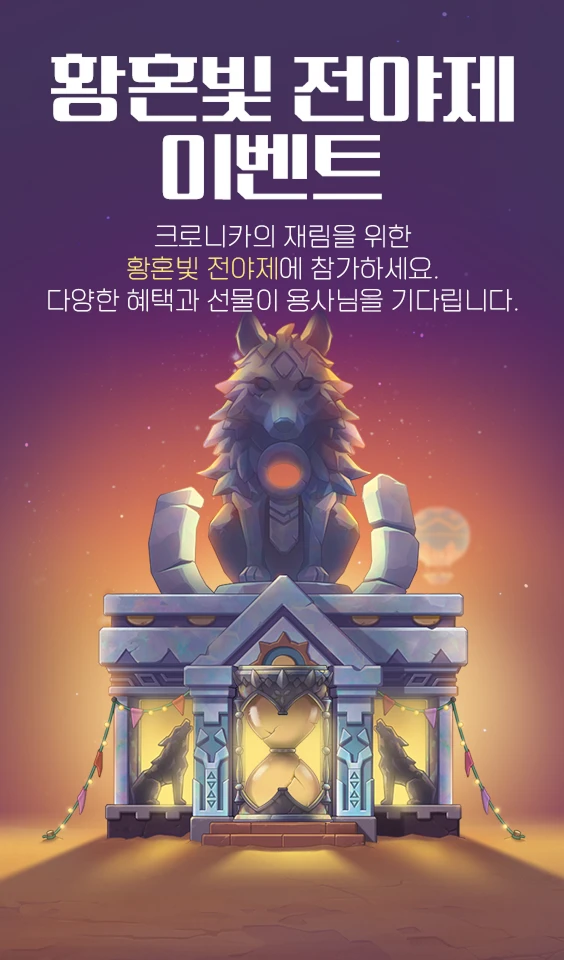 황혼빛 전야제
이벤트
크로니카의 재림을 위한
황혼빛 전야제에 참가하세요.
다양한 혜택과 선물이 용사님을 기다립니다.